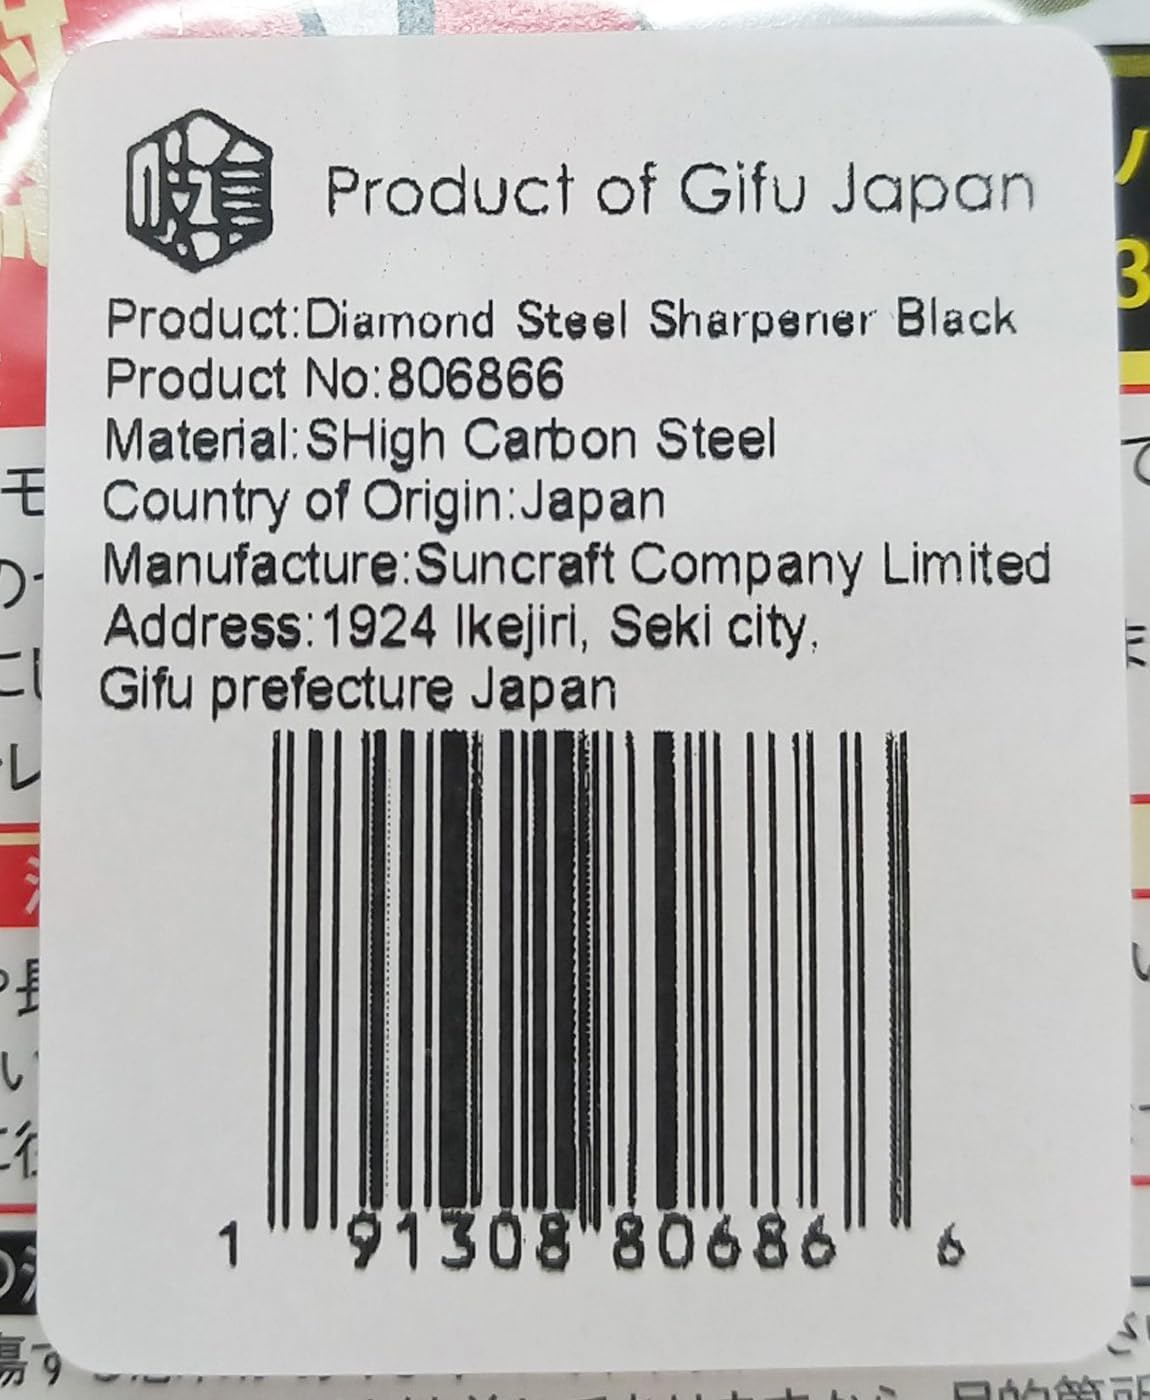 Product of Gifu Japan
Product:Diamond Steel Sharpener Black
Product No:806866
Material:SHigh Carbon Steel
Country of Origin:Japan
Manufacture:Suncraft Company Limited
Address:1924 Ikejiri, Seki city,
Gifu prefecture Japan
1 91308 80686 6